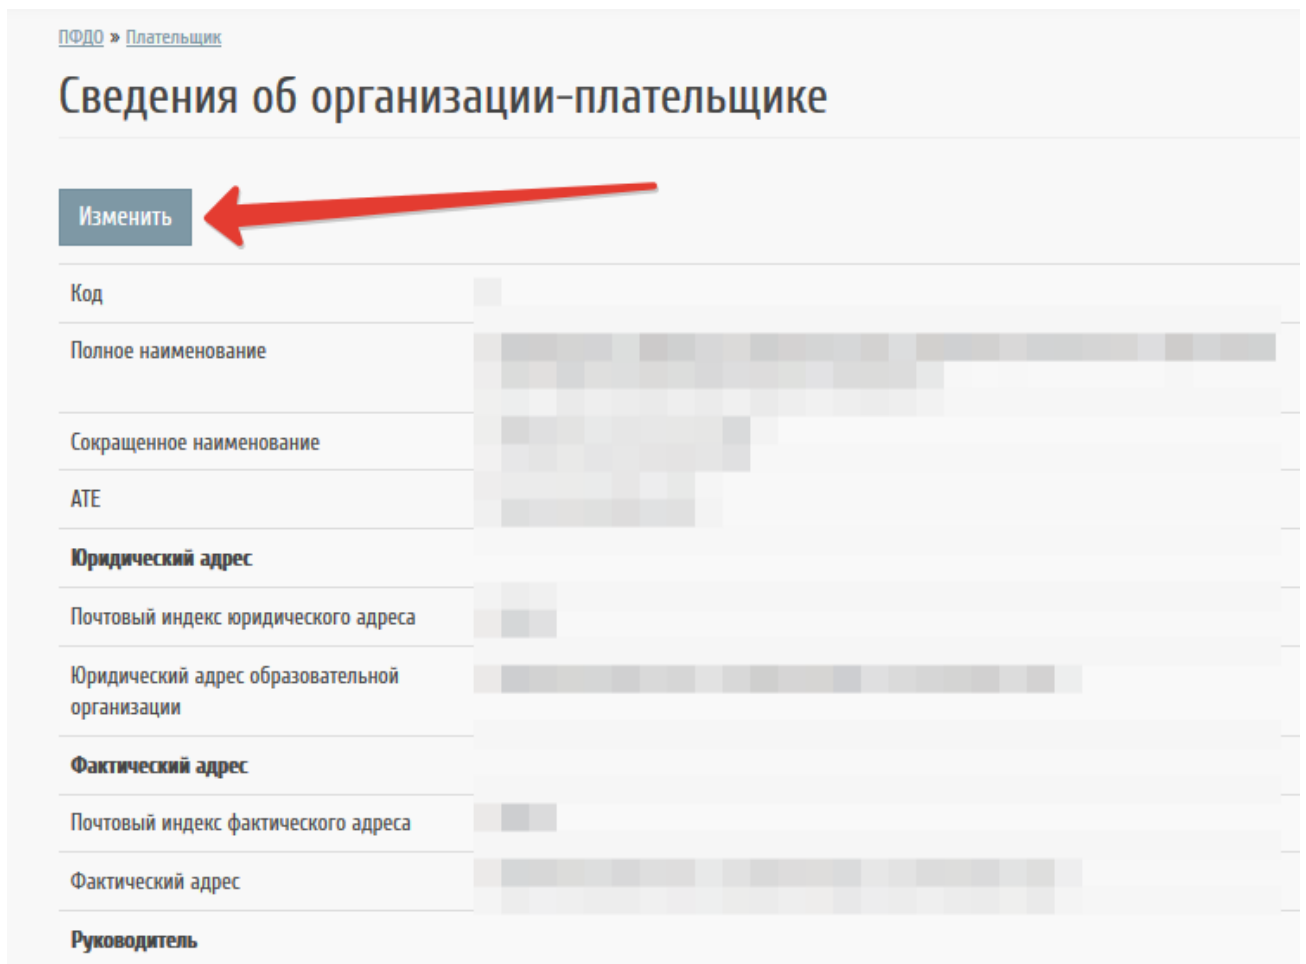 ПФДО » Плательщик
Сведения об организации-плательщике
Изменить
Код
Полное наименование
Сокращенное наименование
АТЕ
Юридический адрес
Почтовый индекс юридического адреса
Юридический адрес образовательной
организации
Фактический адрес
Почтовый индекс фактического адреса
Фактический адрес
Руководитель